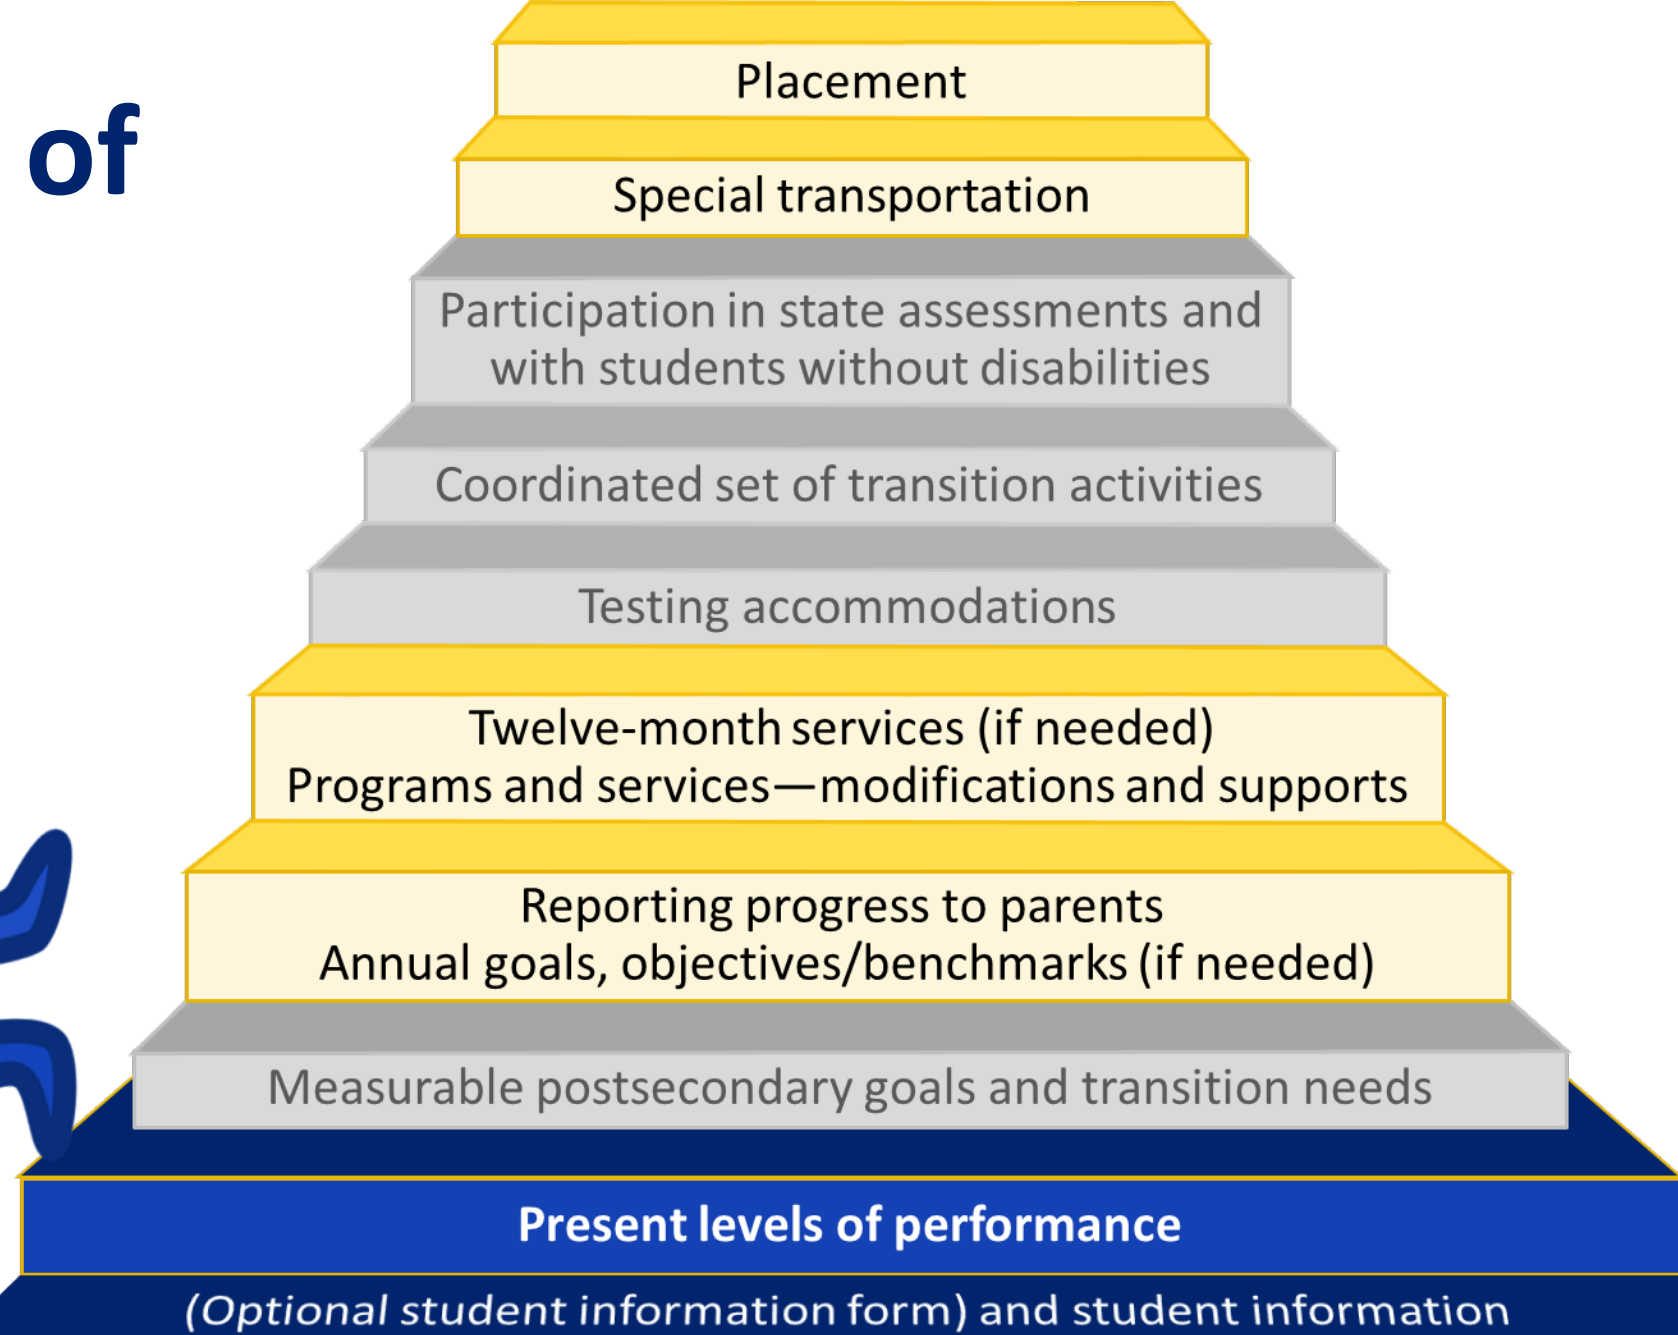 of
Placement
Special transportation
Participation in state assessments and
with students without disabilities
Coordinated set of transition activities
Testing accommodations
Twelve-month services (if needed)
Programs and services—modifications and supports
Reporting progress to parents
Annual goals, objectives/benchmarks (if needed)
Measurable postsecondary goals and transition needs
Present levels of performance
(Optional student information form) and student information